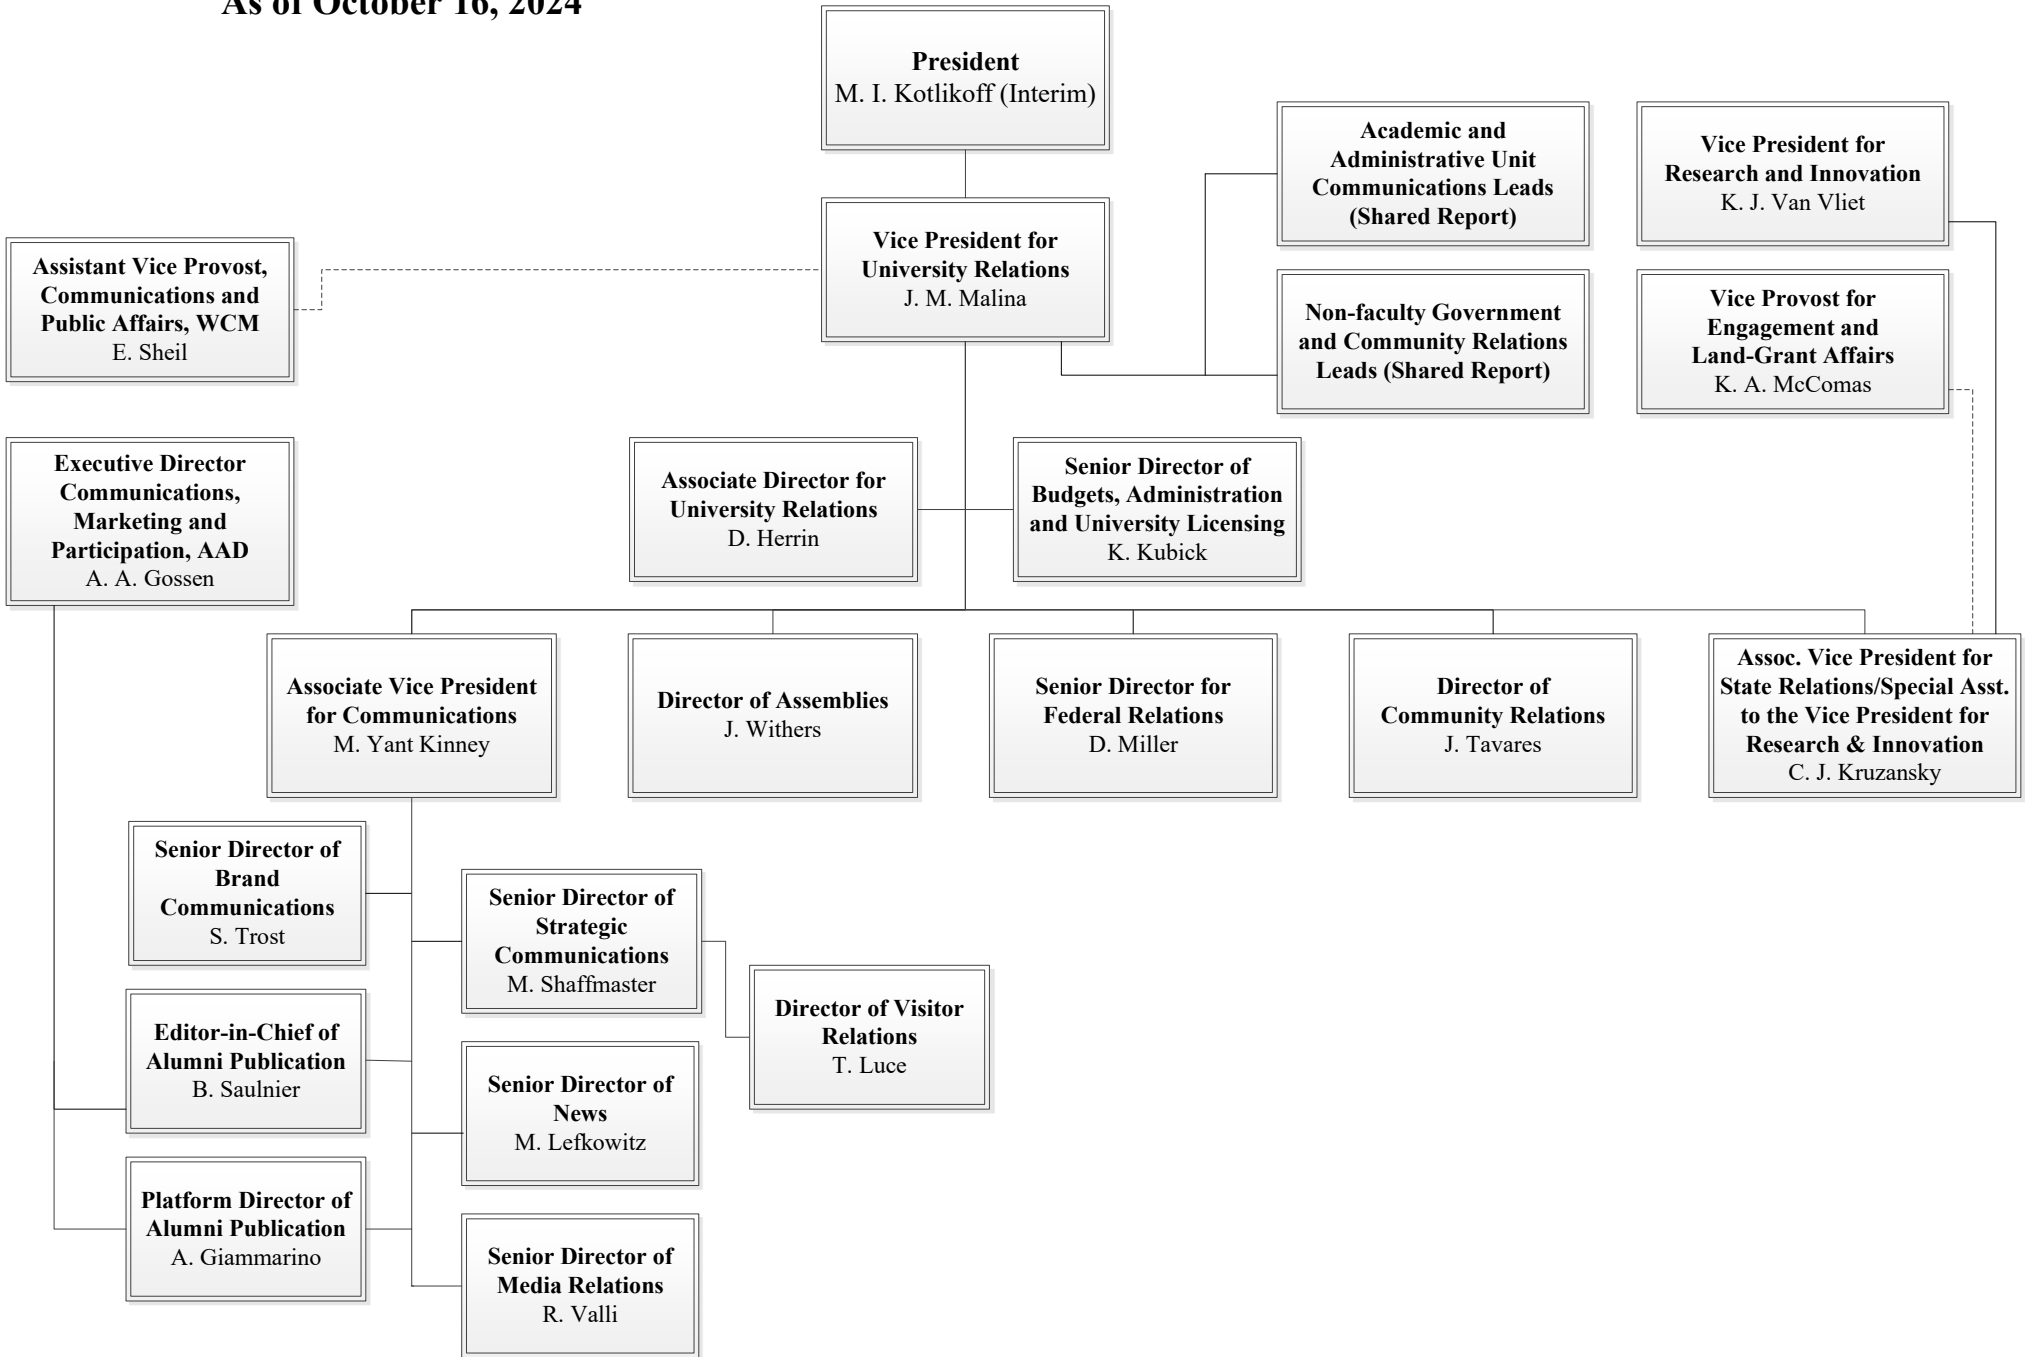 As of October 16, 2024
President
M. I. Kotlikoff (Interim)
Academic and
Administrative Unit
Communications Leads
(Shared Report)
Vice President for
Research and Innovation
K. J. Van Vliet
Vice President for
University Relations
J. M. Malina
Assistant Vice Provost,
Communications and
Public Affairs, WCM
E. Sheil
Non-faculty Government
and Community Relations
Leads (Shared Report)
Vice Provost for
Engagement and
Land-Grant Affairs
K. A. McComas
Executive Director
Communications,
Marketing and
Participation, AAD
A. A. Gossen
Associate Director for
University Relations
D. Herrin
Senior Director of
Budgets, Administration
and University Licensing
K. Kubick
Associate Vice President
for Communications
M. Yant Kinney
Director of Assemblies
J. Withers
Senior Director for
Federal Relations
D. Miller
Director of
Community Relations
J. Tavares
Assoc. Vice President for
State Relations/Special Asst.
to the Vice President for
Research & Innovation
C. J. Kruzansky
Senior Director of
Brand
Communications
S. Trost
Senior Director of
Strategic
Communications
M. Shaffmaster
Director of Visitor
Relations
T. Luce
Editor-in-Chief of
Alumni Publication
B. Saulnier
Senior Director of
News
M. Lefkowitz
Platform Director of
Alumni Publication
A. Giammarino
Senior Director of
Media Relations
R. Valli